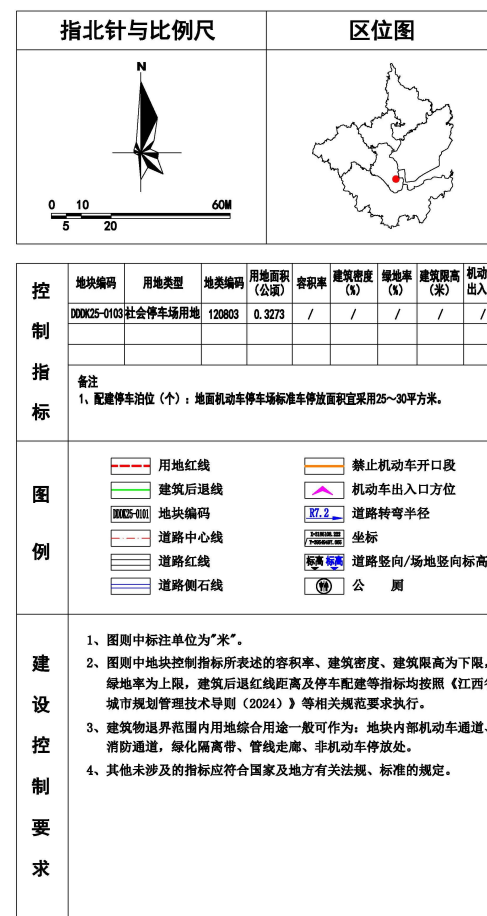 指北针与比例尺
区位图
N
0 10 60M
5 20
控制指标
地块编码 用地类型 地类编码 用地面积(公顷) 容积率 建筑密度(%) 绿地率(%) 建筑限高(米) 机动 出入
DDDK25-0103 社会停车场用地 120803 0.3273 / / / / /
备注
1、配建停车泊位（个）：地面机动车停车场标准车停放面积宜采用25～30平方米。
图例
用地红线
禁止机动车开口段
建筑后退线
机动车出入口方位
DDDK25-0101 地块编码
R7.2 道路转弯半径
道路中心线
坐标
道路红线
标高 标高 道路竖向/场地竖向标高
道路侧石线
公 厕
建设控制要求
1、图则中标注单位为"米"。
2、图则中地块控制指标所表述的容积率、建筑密度、建筑限高为下限，
绿地率为上限，建筑后退红线距离及停车配建等指标均按照《江西省
城市规划管理技术导则（2024）》等相关规范要求执行。
3、建筑物退界范围内用地综合用途一般可作为：地块内部机动车通道、
消防通道，绿化隔离带、管线走廊、非机动车停放处。
4、其他未涉及的指标应符合国家及地方有关法规、标准的规定。